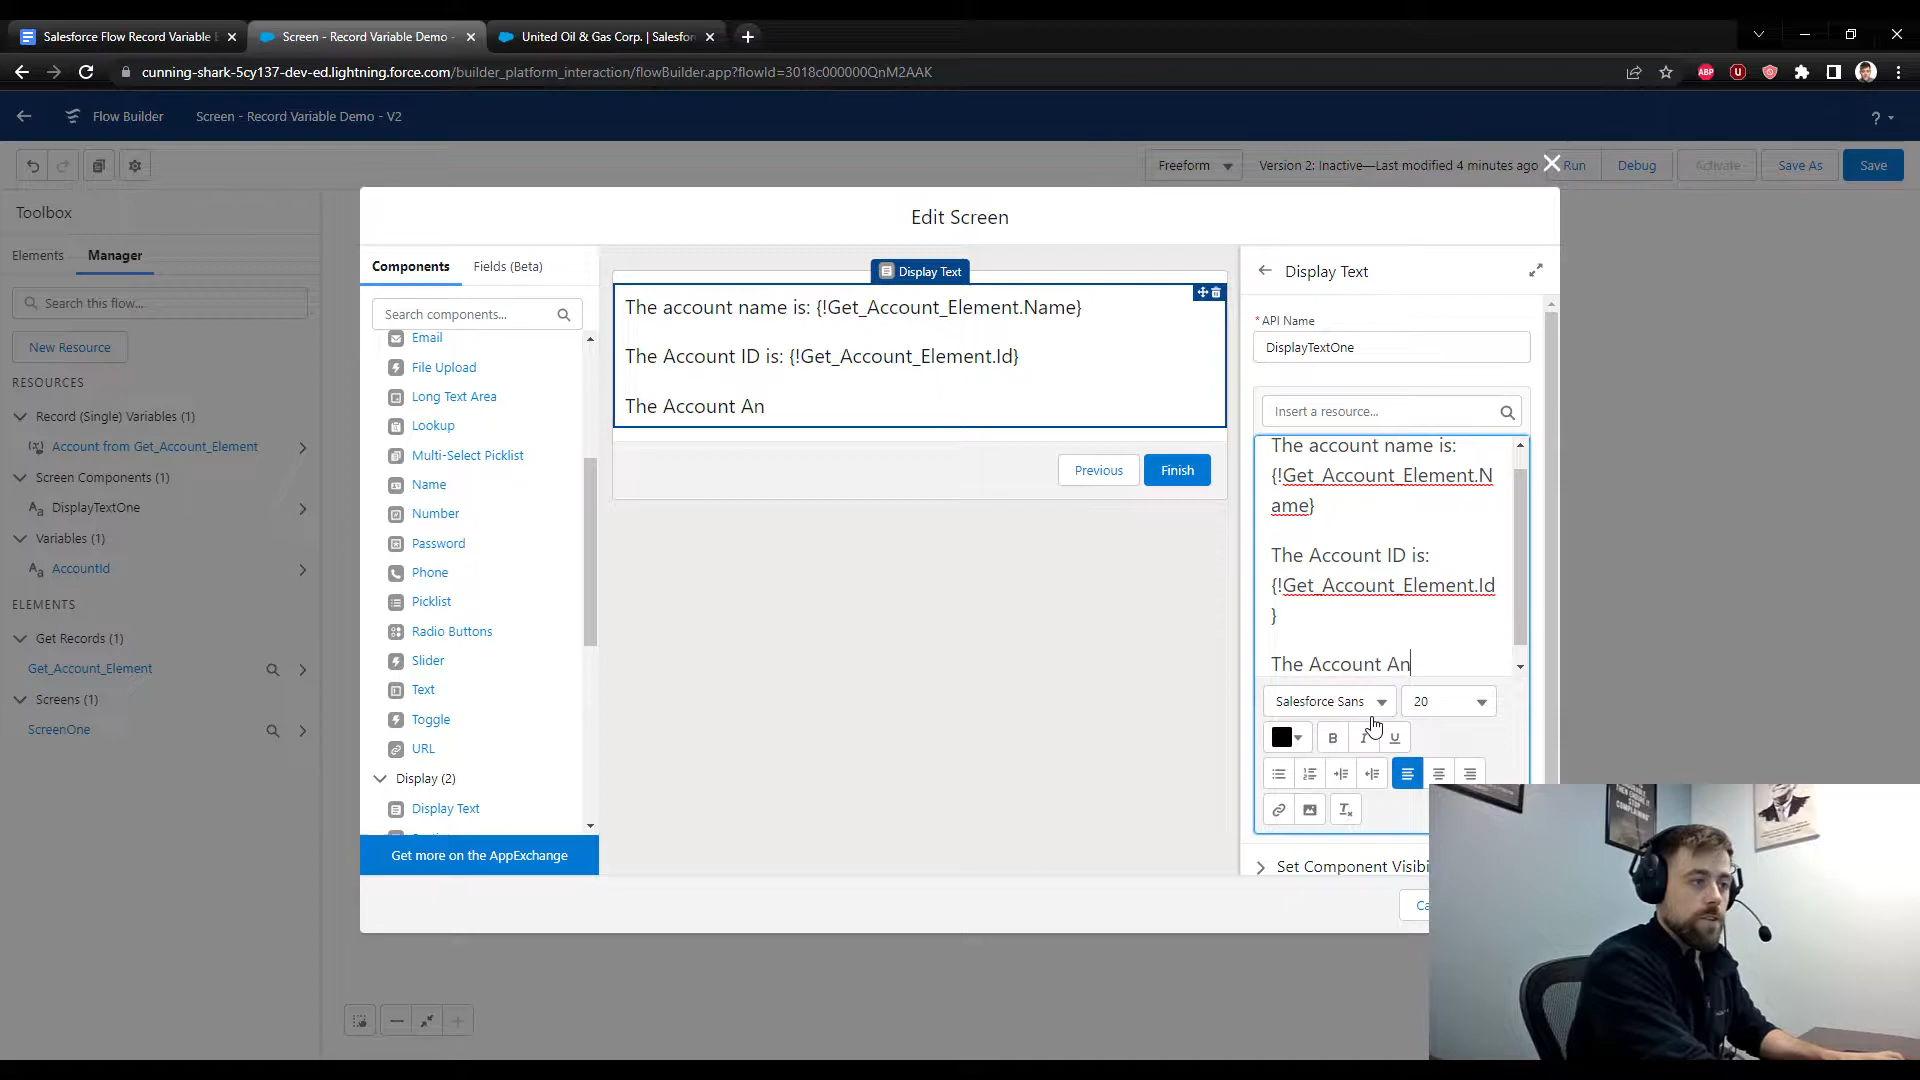 Salesforce Flow Record Variable
Screen - Record Variable Demo -
United Oil & Gas Corp. | Salesfor
cunning-shark-5cy137-dev-ed.lightning.force.com/builder_platform_interaction/flowBuilder.app?flowId=3018c000000QnM2AAK
ABP
Flow Builder
Screen - Record Variable Demo - V2
?
Freeform
Version 2: Inactive—Last modified 4 minutes ago
Run
Debug
Activate
Save As
Save
Toolbox
Elements
Manager
Search this flow...
New Resource
RESOURCES
Record (Single) Variables (1)
Account from Get_Account_Element
Screen Components (1)
DisplayTextOne
Variables (1)
AccountId
ELEMENTS
Get Records (1)
Get_Account_Element
Screens (1)
ScreenOne
Edit Screen
Components
Fields (Beta)
Search components...
Email
File Upload
Long Text Area
Lookup
Multi-Select Picklist
Name
Number
Password
Phone
Picklist
Radio Buttons
Slider
Text
Toggle
URL
Display (2)
Display Text
Get more on the AppExchange
Display Text
The account name is: {!Get_Account_Element.Name}
The Account ID is: {!Get_Account_Element.Id}
The Account An
Previous
Finish
Display Text
* API Name
DisplayTextOne
Insert a resource...
The account name is:
{!Get_Account_Element.N
ame}
The Account ID is:
{!Get_Account_Element.Id
}
The Account An
Salesforce Sans
20
B
I
U
Set Component Visibi
Ca